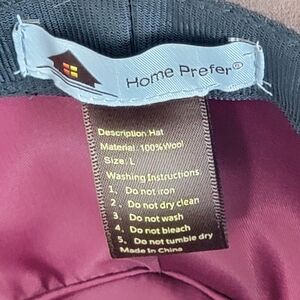 Home Prefer®
Description: Hat
Material: 100%Wool
Size: L
Washing Instructions:
1. Do not iron
2. Do not dry clean
3. Do not wash
4. Do not bleach
5. Do not tumble dry
Made In China